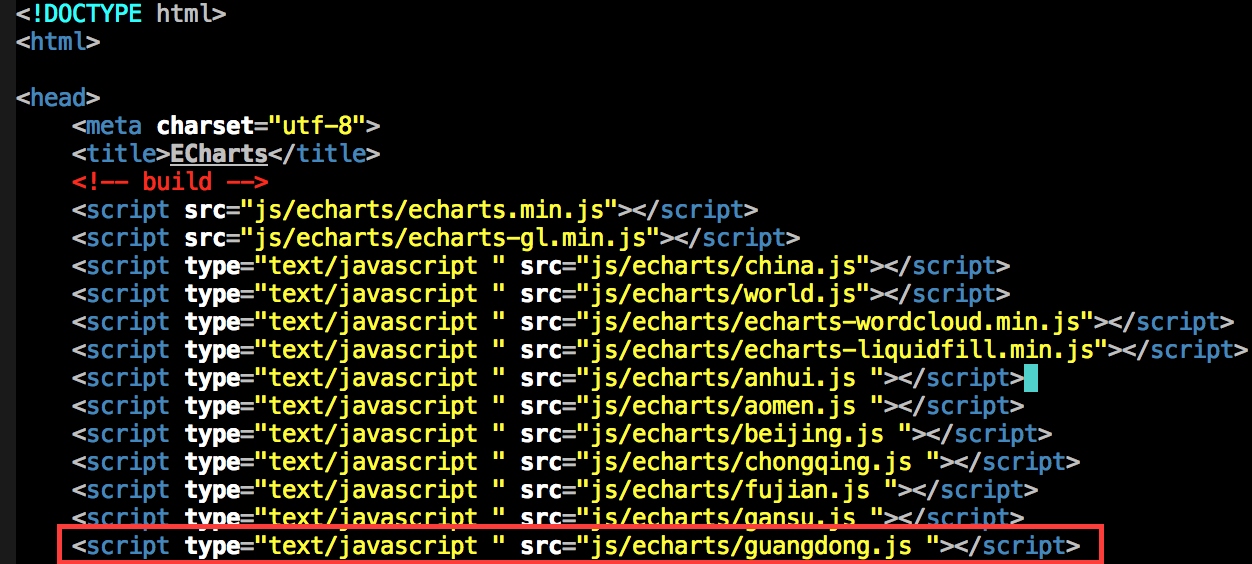 <!DOCTYPE html>
<html>
<head>
<meta charset="utf-8">
<title>ECharts</title>
<!-- build -->
<script src="js/echarts/echarts.min.js"></script>
<script src="js/echarts/echarts-gl.min.js"></script>
<script type="text/javascript " src="js/echarts/china.js"></script>
<script type="text/javascript " src="js/echarts/world.js"></script>
<script type="text/javascript " src="js/echarts/echarts-wordcloud.min.js"></script>
<script type="text/javascript " src="js/echarts/echarts-liquidfill.min.js"></script>
<script type="text/javascript " src="js/echarts/anhui.js "></script>
<script type="text/javascript " src="js/echarts/aomen.js "></script>
<script type="text/javascript " src="js/echarts/beijing.js "></script>
<script type="text/javascript " src="js/echarts/chongqing.js "></script>
<script type="text/javascript " src="js/echarts/fujian.js "></script>
<script type="text/javascript " src="js/echarts/gansu.js "></script>
<script type="text/javascript " src="js/echarts/guangdong.js "></script>